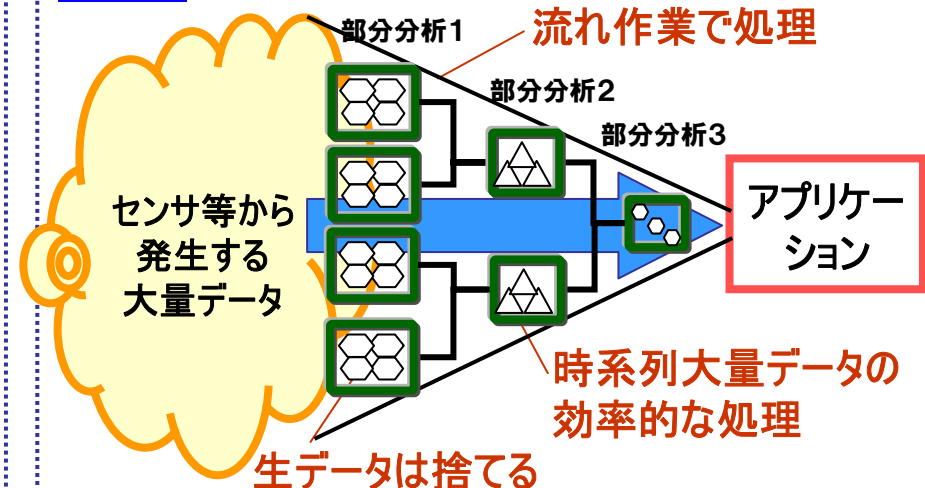 部分分析1
流れ作業で処理
部分分析2
部分分析3
センサ等から
発生する
大量データ
アプリケー
ション
時系列大量データの
効率的な処理
生データは捨てる